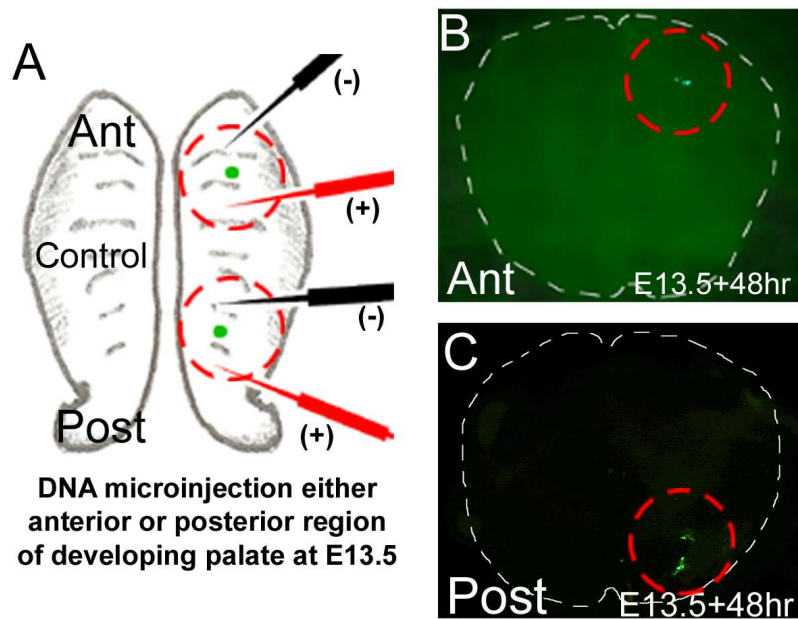 A
Ant
(-)
(+)
Control
(-)
Post
(+)
DNA microinjection either
anterior or posterior region
of developing palate at E13.5
B
Ant
E13.5+48hr
C
Post
E13.5+48hr